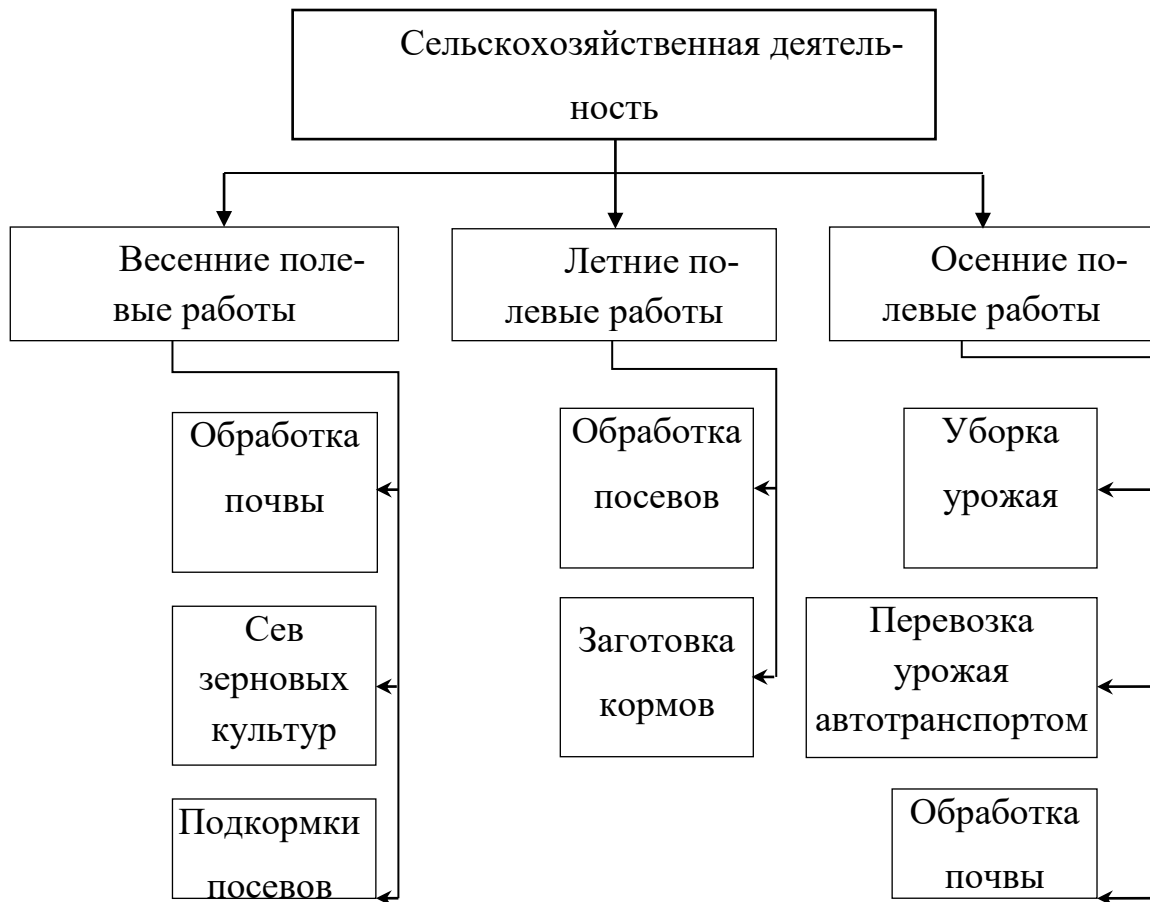 Сельскохозяйственная деятель-
ность
Весенние поле-
вые работы
Летние по-
левые работы
Осенние по-
левые работы
Обработка
почвы
Обработка
посевов
Уборка
урожая
Сев
зерновых
культур
Заготовка
кормов
Перевозка
урожая
автотранспортом
Подкормки
посевов
Обработка
почвы